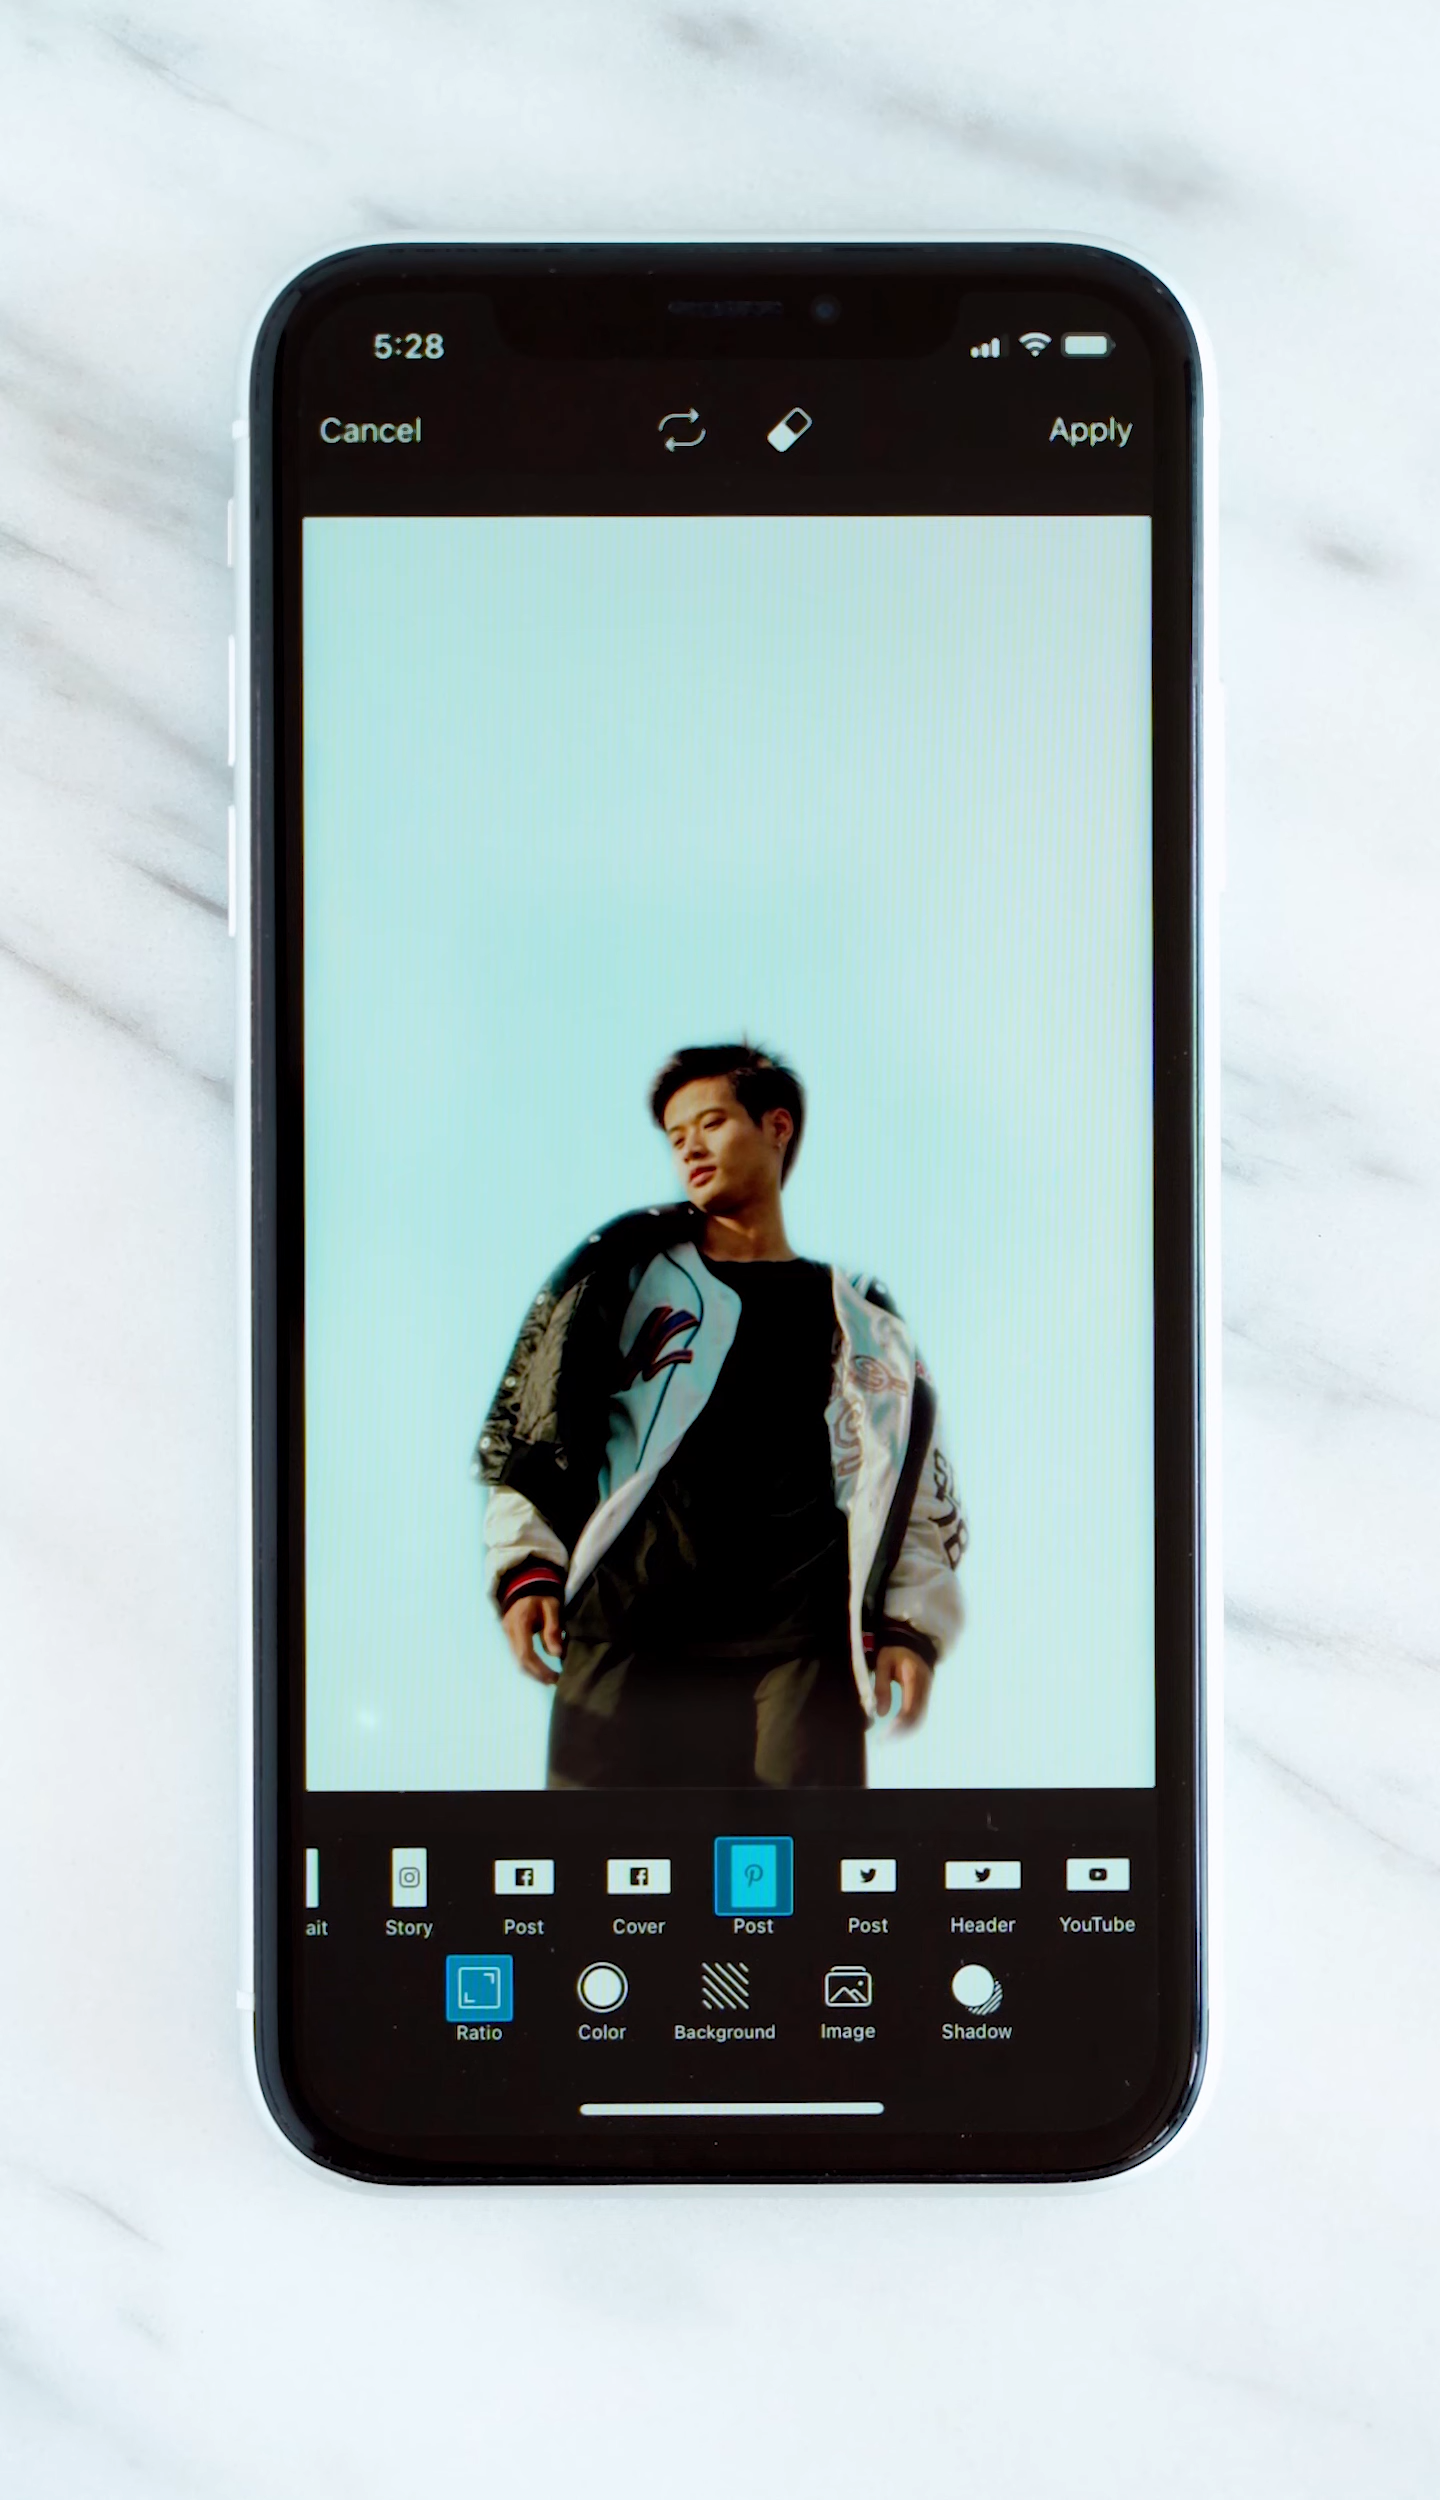 5:28
Cancel Apply
ait Story Post Cover Post Post Header YouTube
Ratio Color Background Image Shadow